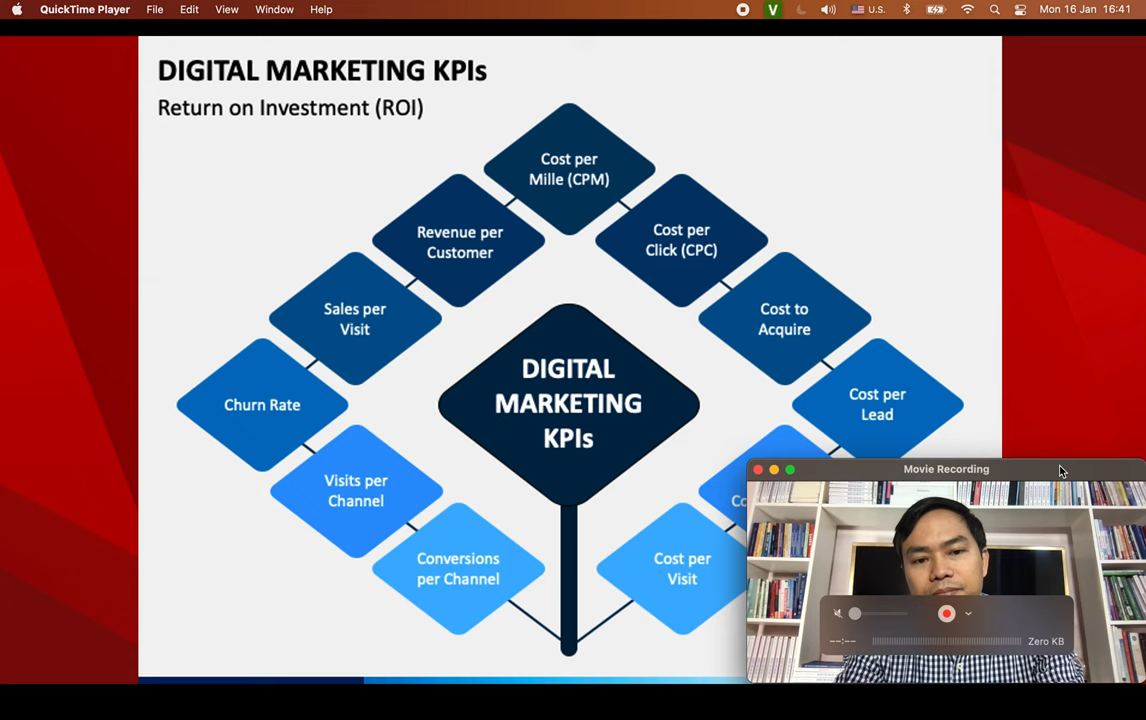 QuickTime Player File Edit View Window Help
V U.S. Mon 16 Jan 16:41
DIGITAL MARKETING KPIs
Return on Investment (ROI)
Cost per
Mille (CPM)
Revenue per
Customer
Cost per
Click (CPC)
Sales per
Visit
Cost to
Acquire
Churn Rate
DIGITAL
MARKETING
KPIs
Cost per
Lead
Visits per
Channel
Conversions
per Channel
Cost per
Visit
Movie Recording
--:--
Zero KB